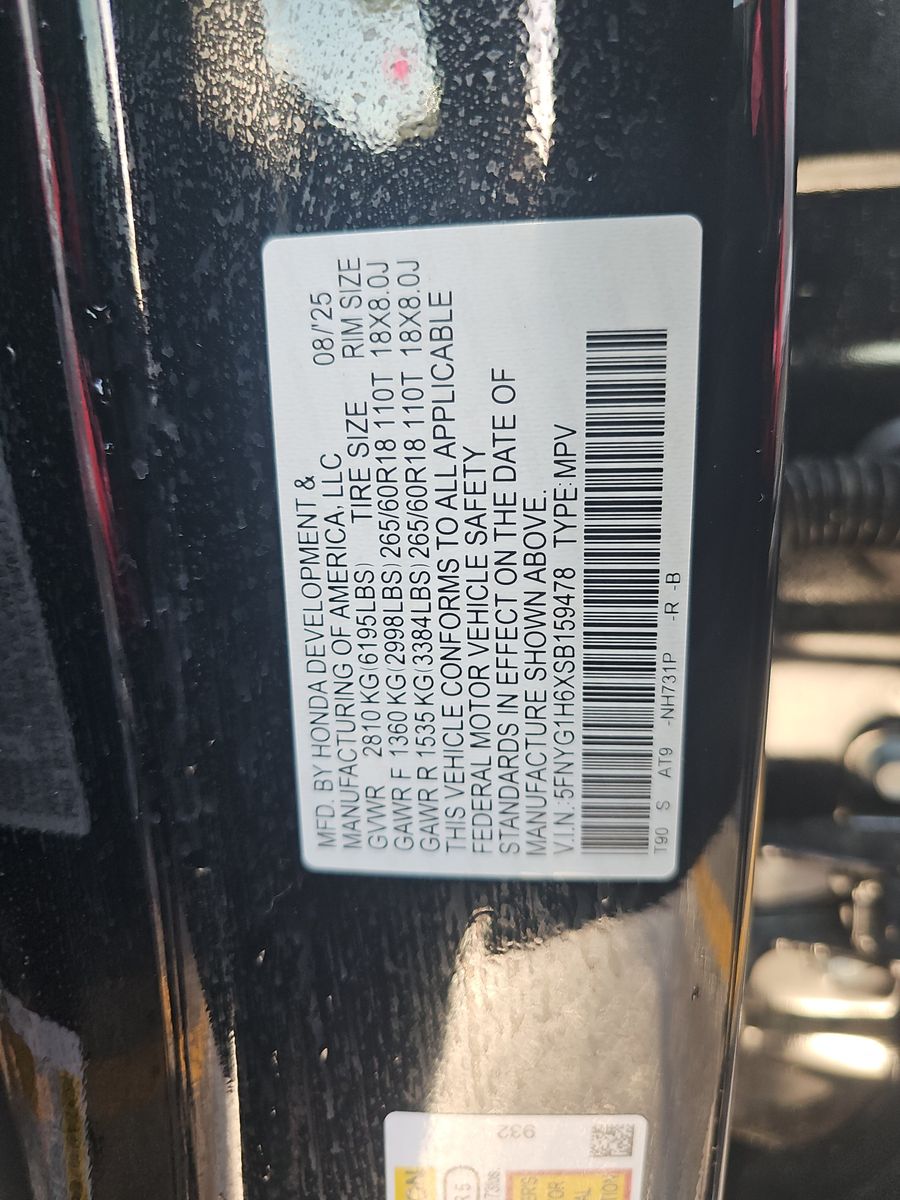 MFD. BY HONDA DEVELOPMENT &
MANUFACTURING OF AMERICA, LLC 08/'25
GVWR 2810 KG(6195LBS) TIRE SIZE RIM SIZE
GAWR F 1360 KG(2998LBS) 265/60R18 110T 18X8.0J
GAWR R 1535 KG(3384LBS) 265/60R18 110T 18X8.0J
THIS VEHICLE CONFORMS TO ALL APPLICABLE
FEDERAL MOTOR VEHICLE SAFETY
STANDARDS IN EFFECT ON THE DATE OF
MANUFACTURE SHOWN ABOVE.
V.I.N.:5FNYG1H6XSB159478 TYPE:MPV
T90 S AT9 -NH731P -R -B
932